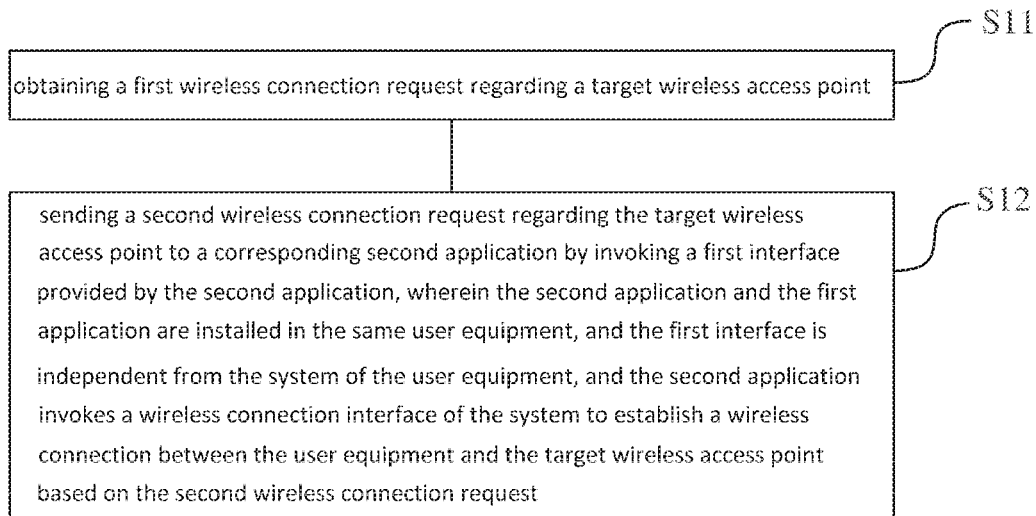 S11
obtaining a first wireless connection request regarding a target wireless access point
S12
sending a second wireless connection request regarding the target wireless
access point to a corresponding second application by invoking a first interface
provided by the second application, wherein the second application and the first
application are installed in the same user equipment, and the first interface is
independent from the system of the user equipment, and the second application
invokes a wireless connection interface of the system to establish a wireless
connection between the user equipment and the target wireless access point
based on the second wireless connection request